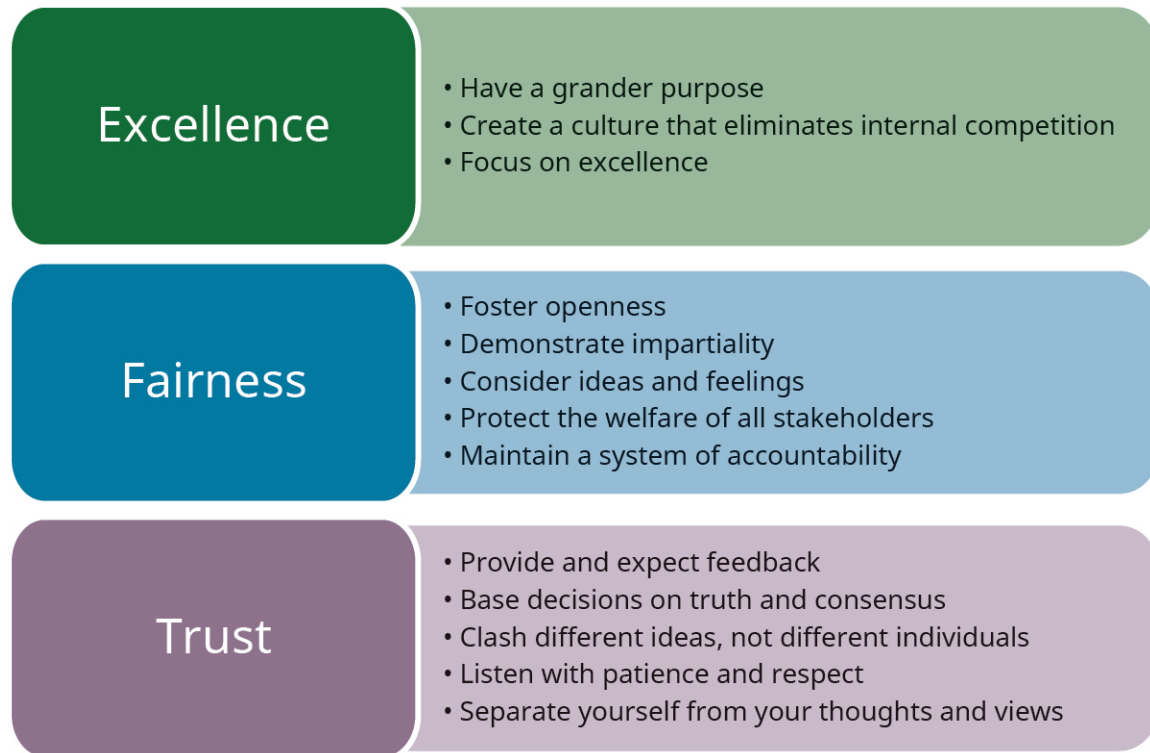 Excellence
• Have a grander purpose
• Create a culture that eliminates internal competition
• Focus on excellence
Fairness
• Foster openness
• Demonstrate impartiality
• Consider ideas and feelings
• Protect the welfare of all stakeholders
• Maintain a system of accountability
Trust
• Provide and expect feedback
• Base decisions on truth and consensus
• Clash different ideas, not different individuals
• Listen with patience and respect
• Separate yourself from your thoughts and views